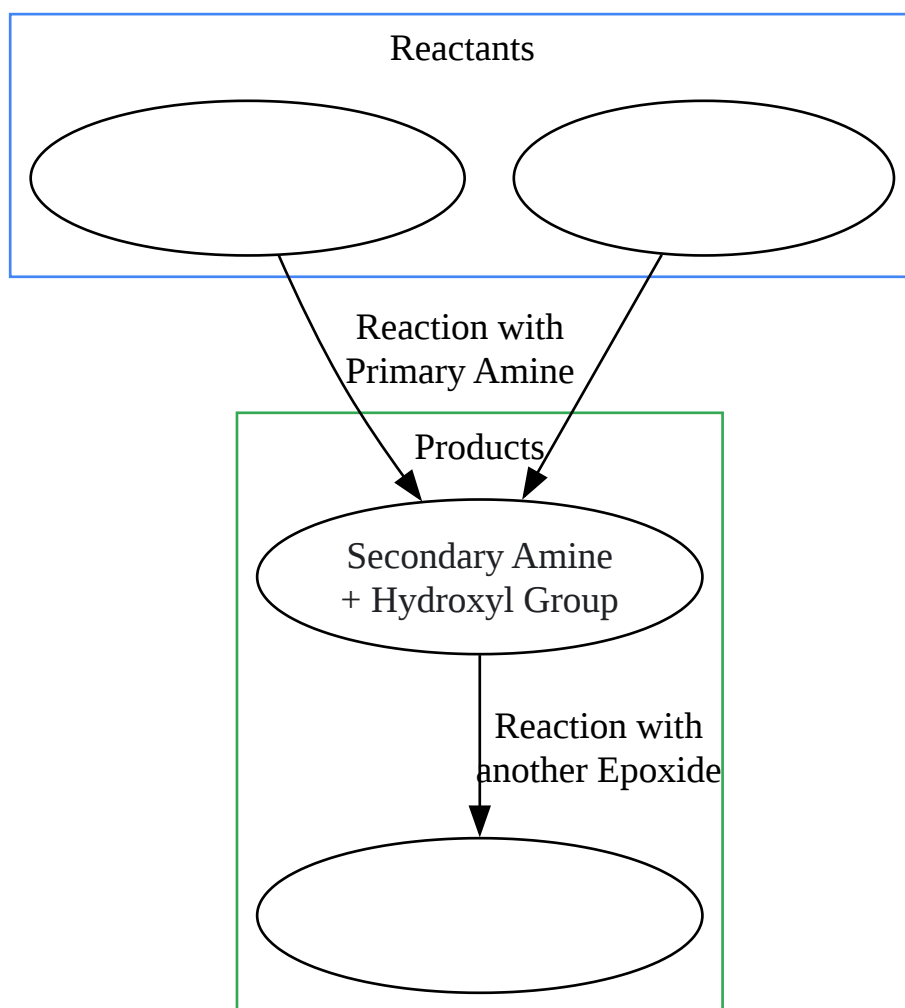 Reactants
Reaction with
Primary Amine
Products
Secondary Amine
+ Hydroxyl Group
Reaction with
another Epoxide